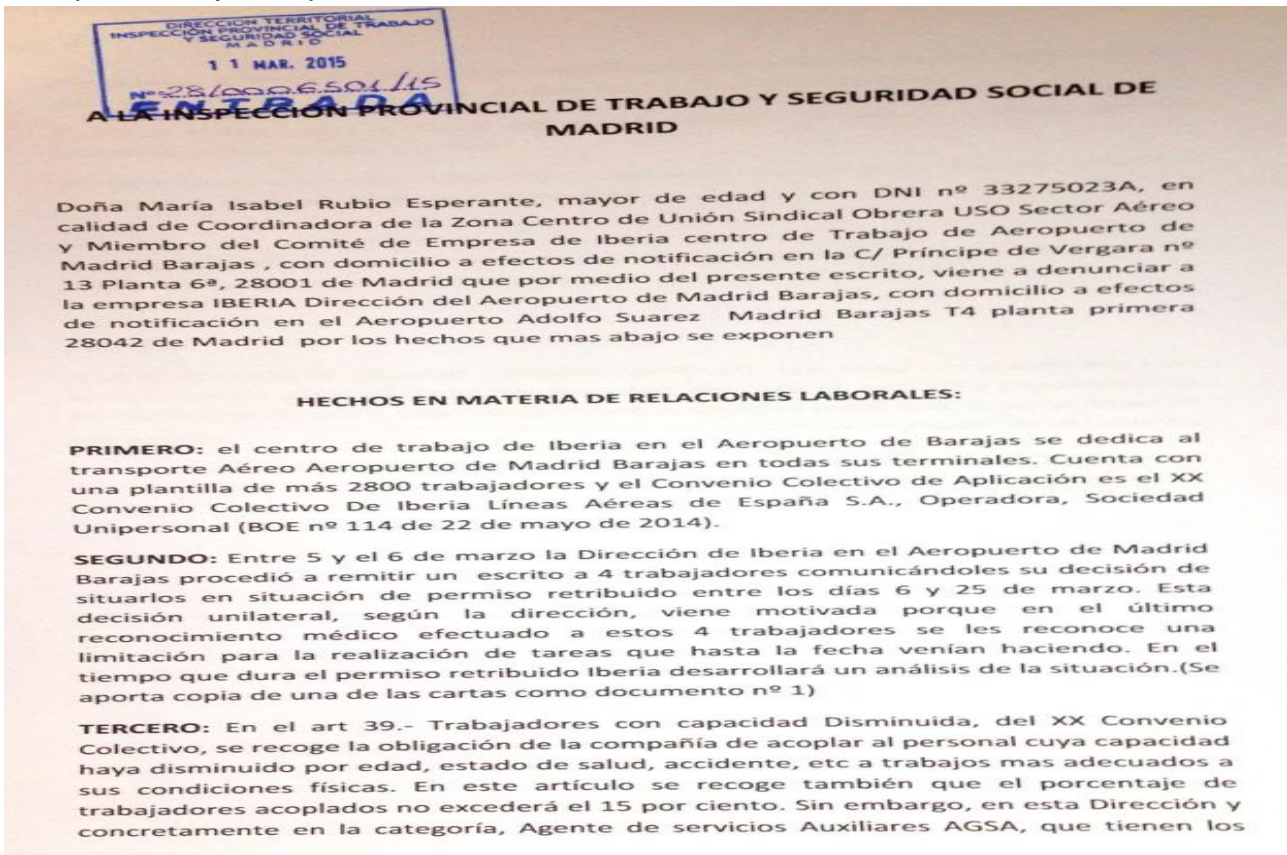 DIRECCION TERRITORIAL
INSPECCIÓN PROVINCIAL DE TRABAJO
Y SEGURIDAD SOCIAL
MADRID
11 MAR. 2015
Nº 28/0006501/15
ENTRADA
A LA INSPECCIÓN PROVINCIAL DE TRABAJO Y SEGURIDAD SOCIAL DE
MADRID
Doña María Isabel Rubio Esperante, mayor de edad y con DNI nº 33275023A, en
calidad de Coordinadora de la Zona Centro de Unión Sindical Obrera USO Sector Aéreo
y Miembro del Comité de Empresa de Iberia centro de Trabajo de Aeropuerto de
Madrid Barajas , con domicilio a efectos de notificación en la C/ Príncipe de Vergara nº
13 Planta 6ª, 28001 de Madrid que por medio del presente escrito, viene a denunciar a
la empresa IBERIA Dirección del Aeropuerto de Madrid Barajas, con domicilio a efectos
de notificación en el Aeropuerto Adolfo Suarez Madrid Barajas T4 planta primera
28042 de Madrid por los hechos que mas abajo se exponen
HECHOS EN MATERIA DE RELACIONES LABORALES:
PRIMERO: el centro de trabajo de Iberia en el Aeropuerto de Barajas se dedica al
transporte Aéreo Aeropuerto de Madrid Barajas en todas sus terminales. Cuenta con
una plantilla de más 2800 trabajadores y el Convenio Colectivo de Aplicación es el XX
Convenio Colectivo De Iberia Líneas Aéreas de España S.A., Operadora, Sociedad
Unipersonal (BOE nº 114 de 22 de mayo de 2014).
SEGUNDO: Entre 5 y el 6 de marzo la Dirección de Iberia en el Aeropuerto de Madrid
Barajas procedió a remitir un escrito a 4 trabajadores comunicándoles su decisión de
situarlos en situación de permiso retribuido entre los días 6 y 25 de marzo. Esta
decisión unilateral, según la dirección, viene motivada porque en el último
reconocimiento médico efectuado a estos 4 trabajadores se les reconoce una
limitación para la realización de tareas que hasta la fecha venían haciendo. En el
tiempo que dura el permiso retribuido Iberia desarrollará un análisis de la situación.(Se
aporta copia de una de las cartas como documento nº 1)
TERCERO: En el art 39.- Trabajadores con capacidad Disminuida, del XX Convenio
Colectivo, se recoge la obligación de la compañía de acoplar al personal cuya capacidad
haya disminuido por edad, estado de salud, accidente, etc a trabajos mas adecuados a
sus condiciones físicas. En este artículo se recoge también que el porcentaje de
trabajadores acoplados no excederá el 15 por ciento. Sin embargo, en esta Dirección y
concretamente en la categoría, Agente de servicios Auxiliares AGSA, que tienen los